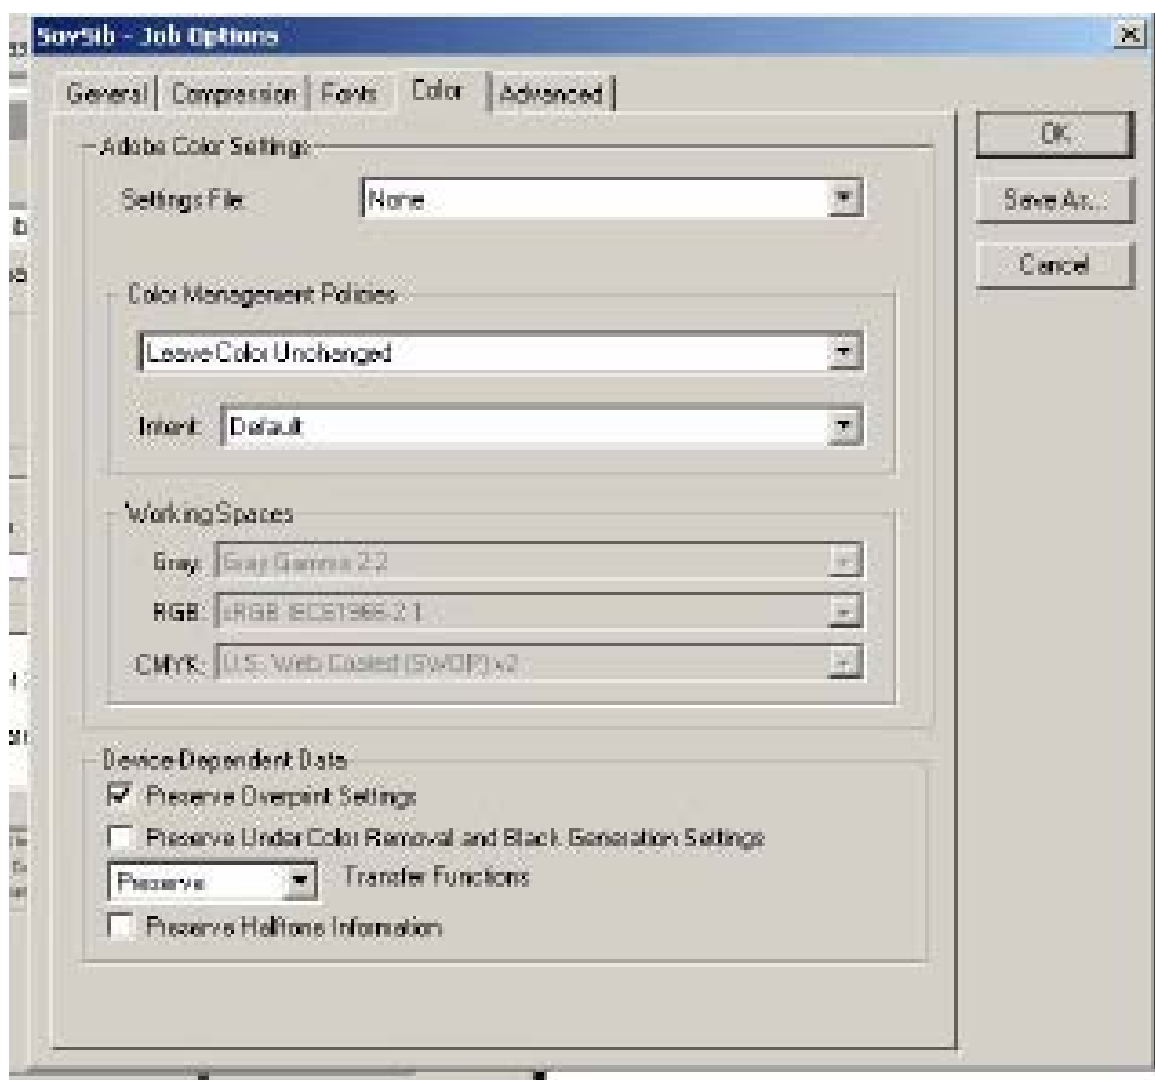 SovSib - Job Options
General Compression Fonts Color Advanced
Adobe Color Settings
Settings File: None
Color Management Policies
Leave Color Unchanged
Intent: Default
Working Spaces
Gray: Gray Gamma 2.2
RGB: sRGB IEC61966-2.1
CMYK: U.S. Web Coated (SWOP) v2
Device-Dependent Data
Preserve Overprint Settings
Preserve Under Color Removal and Black Generation Settings
Preserve Transfer Functions
Preserve Halftone Information
OK
Save As...
Cancel